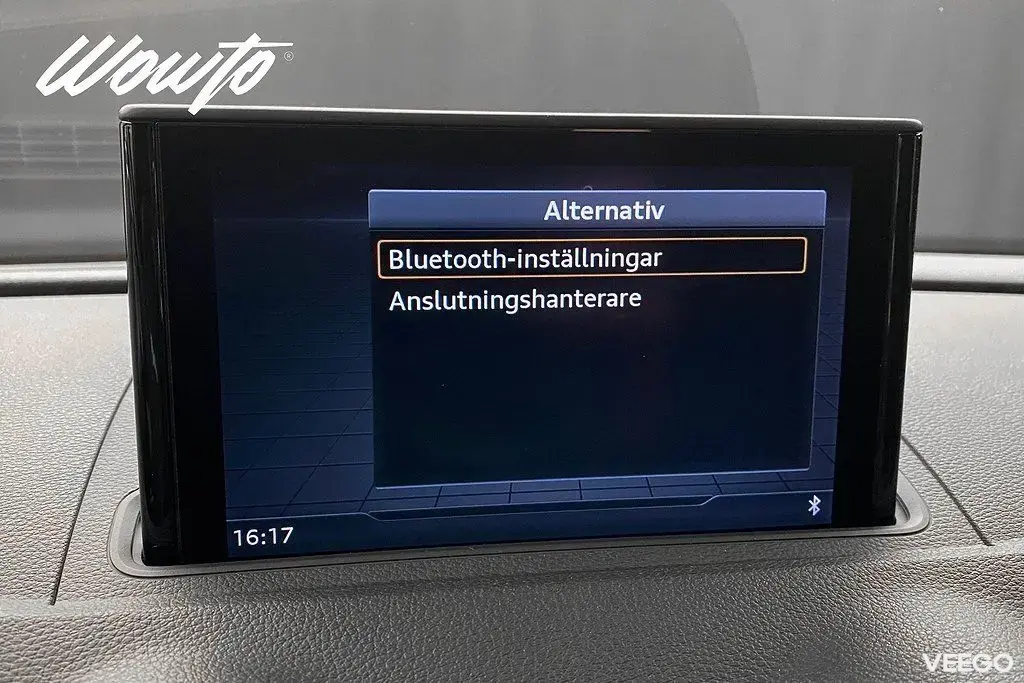 Wowto®
Alternativ
Bluetooth-inställningar
Anslutningshanterare
16:17
VEEGO